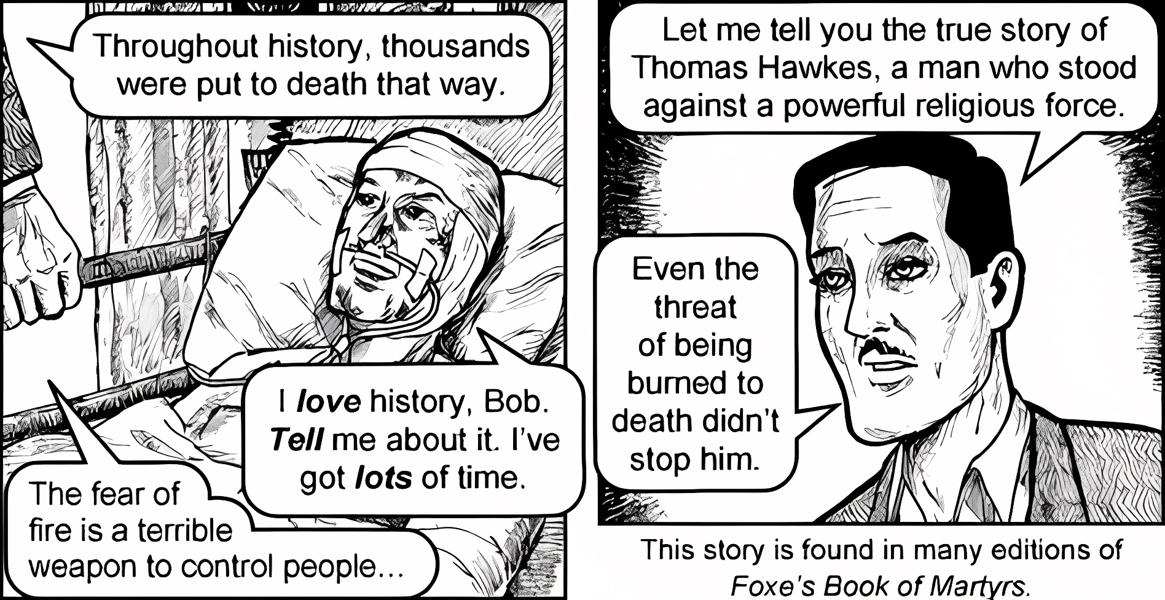 Throughout history, thousands
were put to death that way.
I love history, Bob.
Tell me about it. I've
got lots of time.
The fear of
fire is a terrible
weapon to control people...
Let me tell you the true story of
Thomas Hawkes, a man who stood
against a powerful religious force.
Even the
threat
of being
burned to
death didn't
stop him.
This story is found in many editions of
Foxe's Book of Martyrs.